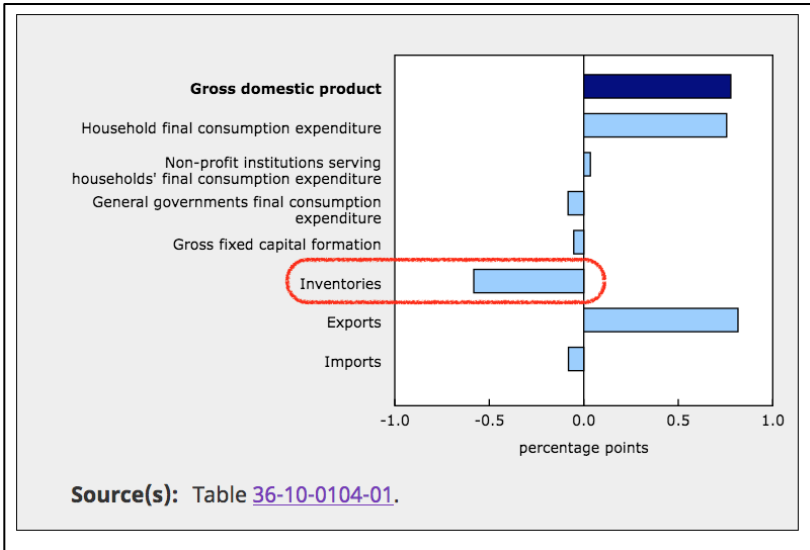 Gross domestic product
Household final consumption expenditure
Non-profit institutions serving
households' final consumption expenditure
General governments final consumption
expenditure
Gross fixed capital formation
Inventories
Exports
Imports
-1.0 -0.5 0.0 0.5 1.0
percentage points
Source(s): Table 36-10-0104-01.